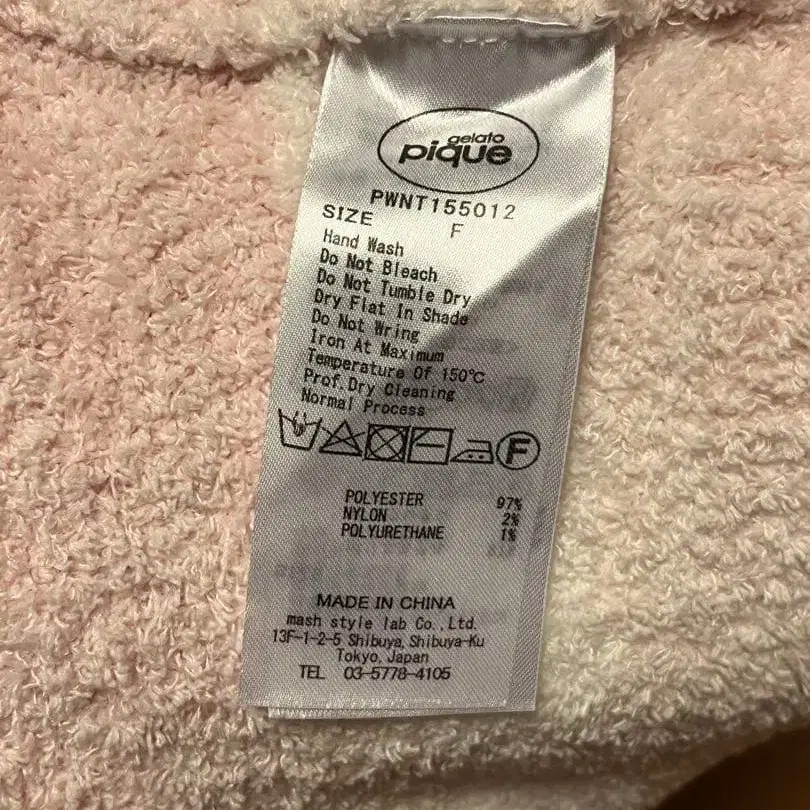 gelato
pique
PWNT155012
SIZE F
Hand Wash
Do Not Bleach
Do Not Tumble Dry
Dry Flat In Shade
Do Not Wring
Iron At Maximum
Temperature Of 150℃
Prof. Dry Cleaning
Normal Process
F
POLYESTER 97%
NYLON 2%
POLYURETHANE 1%
MADE IN CHINA
mash style lab Co., Ltd.
13F-1-2-5 Shibuya, Shibuya-Ku
Tokyo, Japan
TEL 03-5778-4105